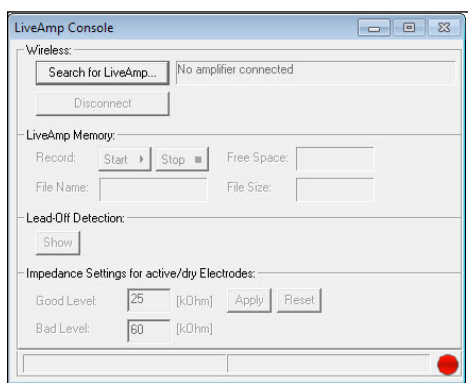 LiveAmp Console
Wireless:
Search for LiveAmp... No amplifier connected
Disconnect
LiveAmp Memory:
Record: Start Stop Free Space:
File Name: File Size:
Lead-Off Detection:
Show
Impedance Settings for active/dry Electrodes:
Good Level: 25 [kOhm] Apply Reset
Bad Level: 60 [kOhm]